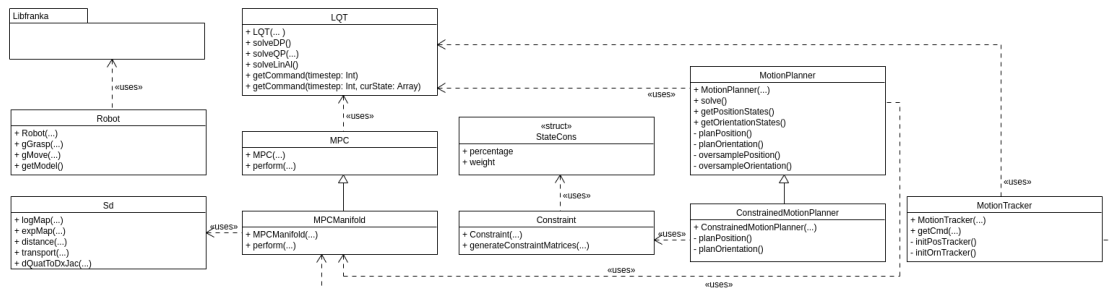 Libfranka
«uses»
Robot
+ Robot(...)
+ gGrasp(...)
+ gMove(...)
+ getModel()
Sd
+ logMap(...)
+ expMap(...)
+ distance(...)
+ transport(...)
+ dQuatToDxJac(...)
«uses»
LQT
+ LQT(... )
+ solveDP()
+ solveQP(...)
+ solveLinAl()
+ getCommand(timestep: Int)
+ getCommand(timestep: Int, curState: Array)
«uses»
MPC
+ MPC(...)
+ perform(...)
MPCManifold
+ MPCManifold(...)
+ perform(...)
«struct»
StateCons
+ percentage
+ weight
«uses»
Constraint
+ Constraint(...)
+ generateConstraintMatrices(...)
«uses»
«uses»
MotionPlanner
+ MotionPlanner(...)
+ solve()
+ getPositionStates()
+ getOrientationStates()
- planPosition()
- planOrientation()
- oversamplePosition()
- oversampleOrientation()
ConstrainedMotionPlanner
+ ConstrainedMotionPlanner(...)
- planPosition()
- planOrientation()
«uses»
«uses»
«uses»
MotionTracker
+ MotionTracker(...)
+ getCmd(...)
- initPosTracker()
- initOrnTracker()